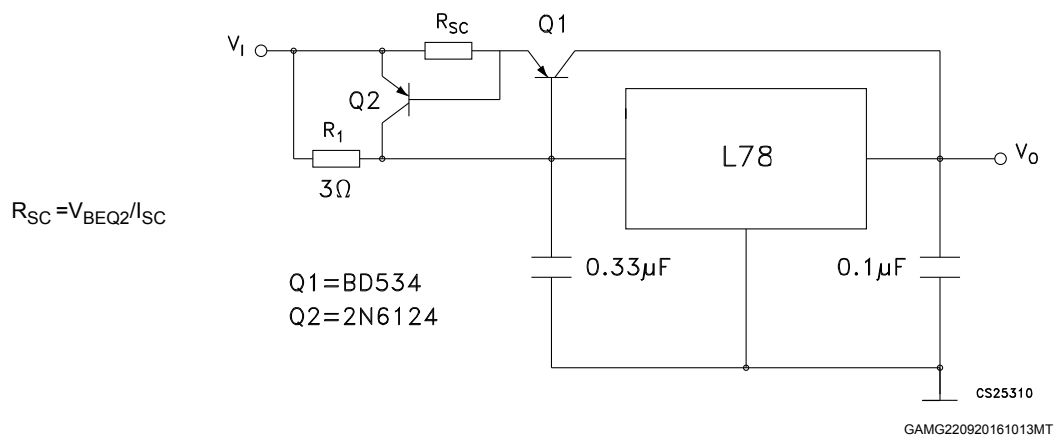 R_SC
Q1
V_I
Q2
R_1
3Ω
L78
V_O
R_SC=V_BEQ2/I_SC
0.33µF
0.1µF
Q1=BD534
Q2=2N6124
CS25310
GAMG220920161013MT